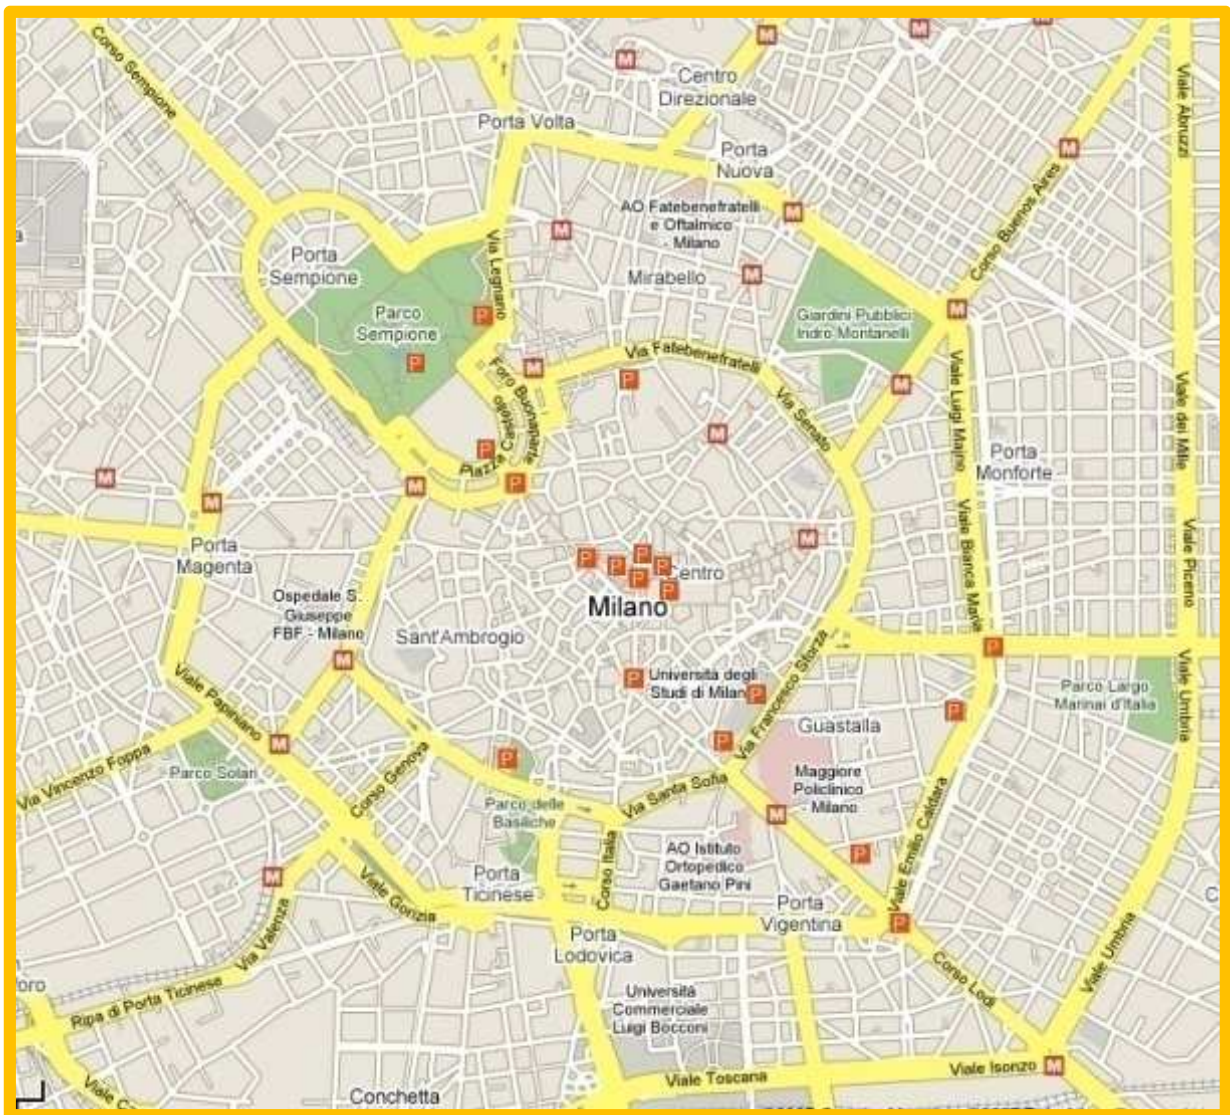 Corso Sempione
Centro
Direzionale
Viale Abruzzi
Porta Volta
Porta
Nuova
M
M
M
M
M
AO Fatebenefratelli
e Oftalmico
- Milano
Corso Buenos Aires
Via Legnano
Porta
Sempione
Mirabello
M
M
M
Parco
Sempione
P
P
Giardini Pubblici
Indro Montanelli
M
Via Fatebenefratelli
Foro Buonaparte
M
P
M
Viale Luigi Majno
Viale dei Mille
Via Senato
Piazza Castello
P
M
Porta
Monforte
M
M
M
P
Viale Bianca Maria
Viale Piceno
Porta
Magenta
M
P
P
P
P
P
P
Centro
Milano
Ospedale S.
Giuseppe
FBF - Milano
Sant'Ambrogio
M
Via Francesco Sforza
P
Università degli
Studi di Milano
P
P
Parco Largo
Marinai d'Italia
Viale Umbria
Viale Papiniano
Guastalla
P
P
M
Via Vincenzo Foppa
Parco Solari
Corso Genova
P
Maggiore
Policlinico
- Milano
Via Santa Sofia
Parco delle
Basiliche
M
Viale Emilio Caldara
AO Istituto
Ortopedico
Gaetano Pini
P
Corso Italia
M
Porta
Ticinese
Viale Gorizia
Porta
Vigentina
P
Via Valenza
Porta
Lodovica
Viale Umbria
Corso Lodi
Ripa di Porta Ticinese
Università
Commerciale
Luigi Bocconi
Viale Toscana
Viale Isonzo
M
Conchetta